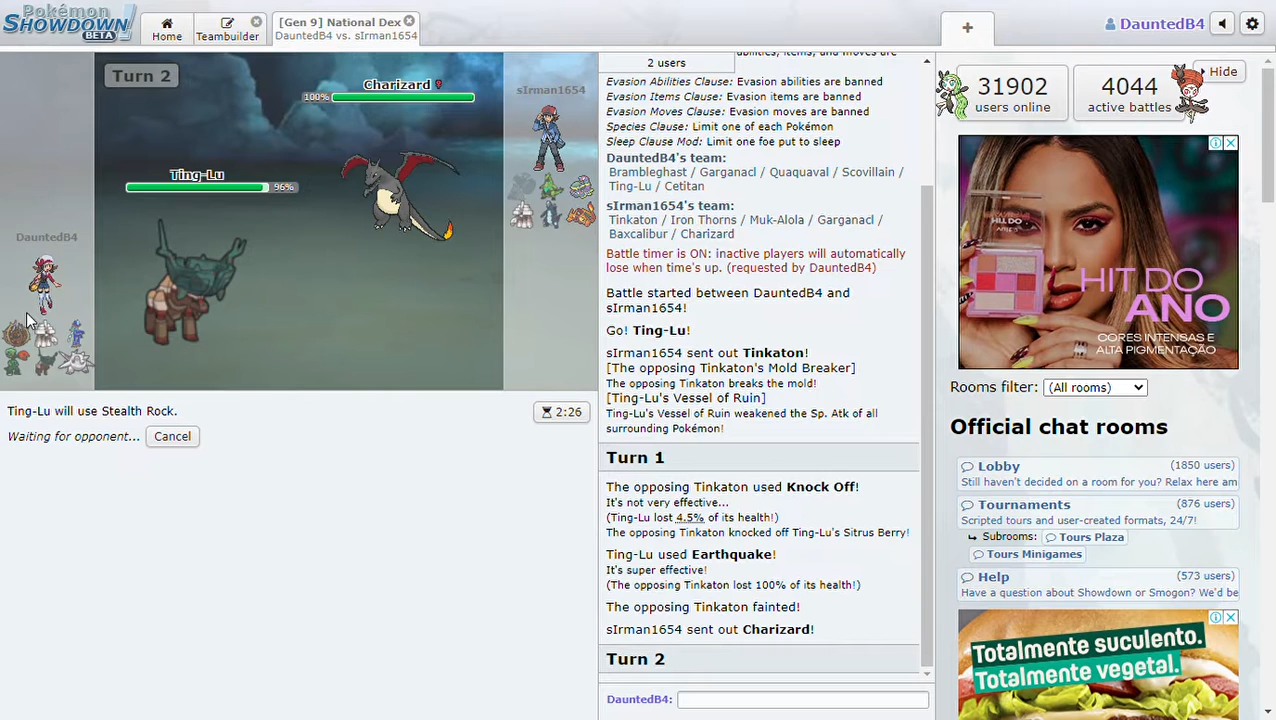 Pokémon
SHOWDOWN!
BETA
Home
Teambuilder
[Gen 9] National Dex
DauntedB4 vs. sIrman1654
DauntedB4
Turn 2
Charizard
100%
Ting-Lu
96%
sIrman1654
DauntedB4
Ting-Lu will use Stealth Rock.
2:26
Waiting for opponent...
Cancel
2 users
abilities, items, and moves are
Evasion Abilities Clause: Evasion abilities are banned
Evasion Items Clause: Evasion items are banned
Evasion Moves Clause: Evasion moves are banned
Species Clause: Limit one of each Pokémon
Sleep Clause Mod: Limit one foe put to sleep
DauntedB4's team:
Brambleghast / Garganacl / Quaquaval / Scovillain /
Ting-Lu / Cetitan
sIrman1654's team:
Tinkaton / Iron Thorns / Muk-Alola / Garganacl /
Baxcalibur / Charizard
Battle timer is ON: inactive players will automatically
lose when time's up. (requested by DauntedB4)
Battle started between DauntedB4 and
sIrman1654!
Go! Ting-Lu!
sIrman1654 sent out Tinkaton!
[The opposing Tinkaton's Mold Breaker]
The opposing Tinkaton breaks the mold!
[Ting-Lu's Vessel of Ruin]
Ting-Lu's Vessel of Ruin weakened the Sp. Atk of all
surrounding Pokémon!
Turn 1
The opposing Tinkaton used Knock Off!
It's not very effective...
(Ting-Lu lost 4.5% of its health!)
The opposing Tinkaton knocked off Ting-Lu's Sitrus Berry!
Ting-Lu used Earthquake!
It's super effective!
(The opposing Tinkaton lost 100% of its health!)
The opposing Tinkaton fainted!
sIrman1654 sent out Charizard!
Turn 2
DauntedB4:
Hide
31902
users online
4044
active battles
HIT DO
ANO
CORES INTENSAS E
ALTA PIGMENTAÇÃO
Rooms filter: (All rooms)
Official chat rooms
Lobby (1850 users)
Still haven't decided on a room for you? Relax here am
Tournaments (876 users)
Scripted tours and user-created formats, 24/7!
Subrooms: Tours Plaza
Tours Minigames
Help (573 users)
Have a question about Showdown or Smogon? We'd be
Totalmente suculento.
Totalmente vegetal.